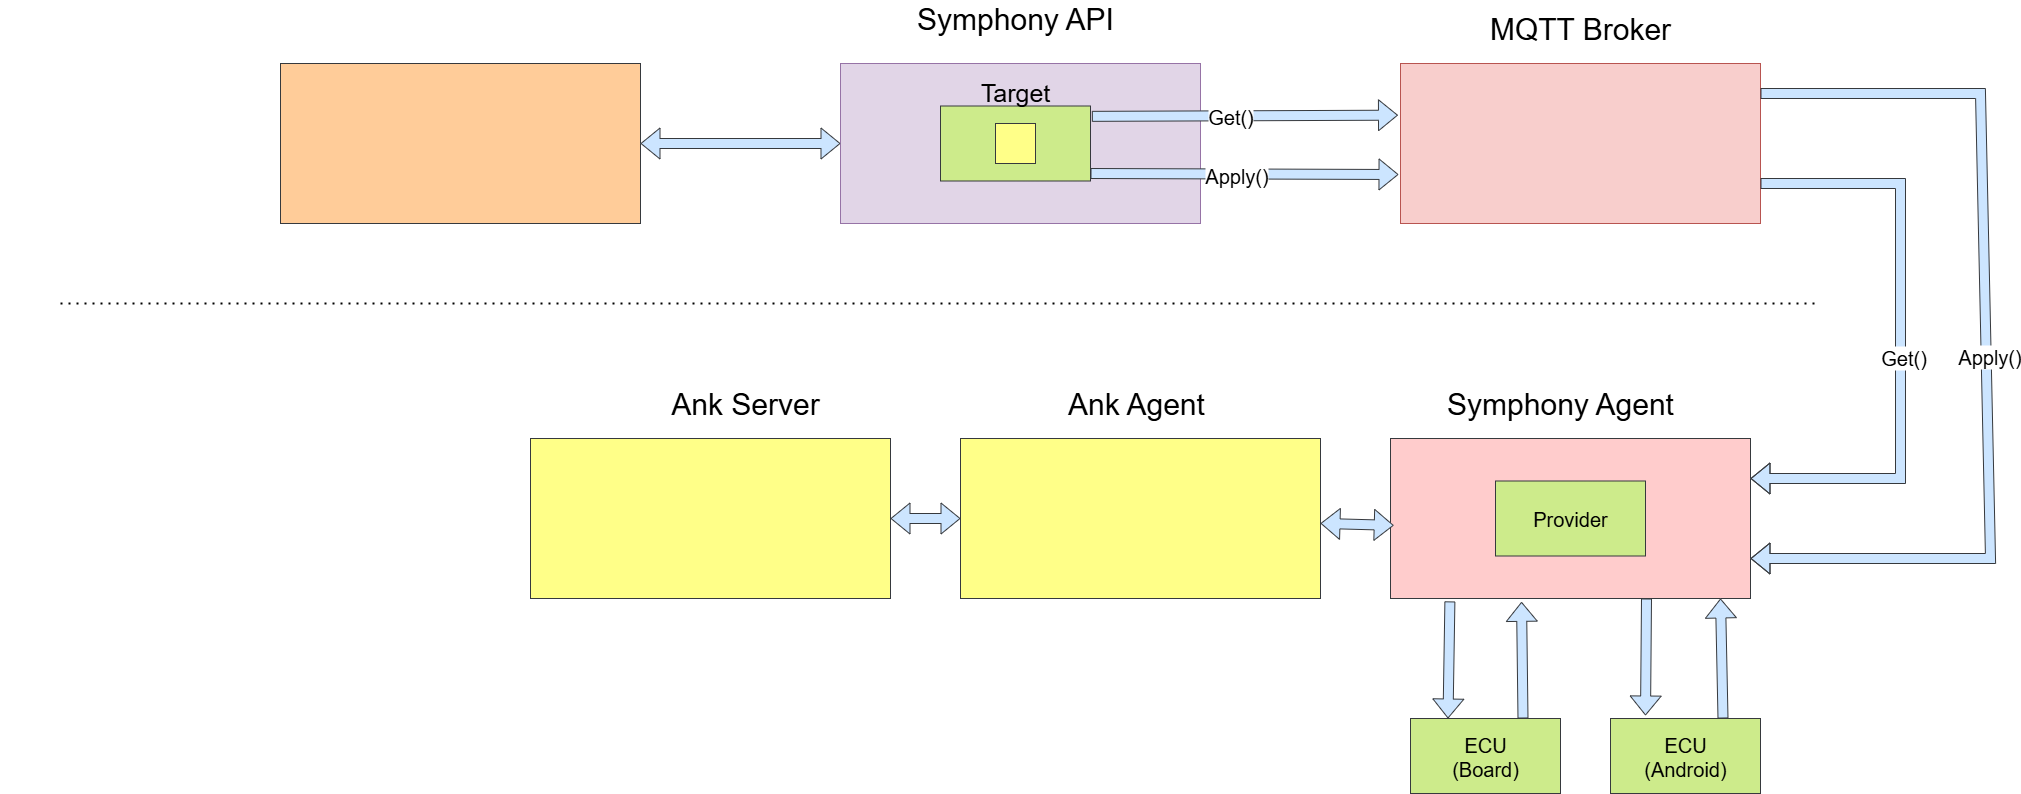 Symphony API
MQTT Broker
Target
Get()
Apply()
Get()
Apply()
Ank Server
Ank Agent
Symphony Agent
Provider
ECU
(Board)
ECU
(Android)